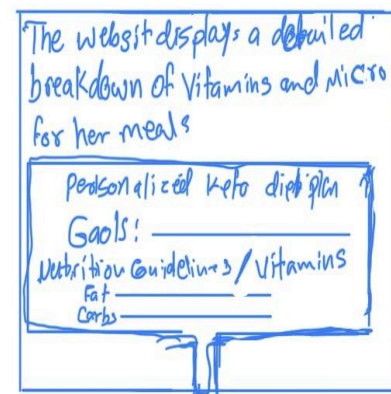 The websit displays a detailed
breakdown of Vitamins and Micro
for her meals
Personalized Keto diet plan
Goals:
Nutrition Guidelines / Vitamins
Fat
Carbs